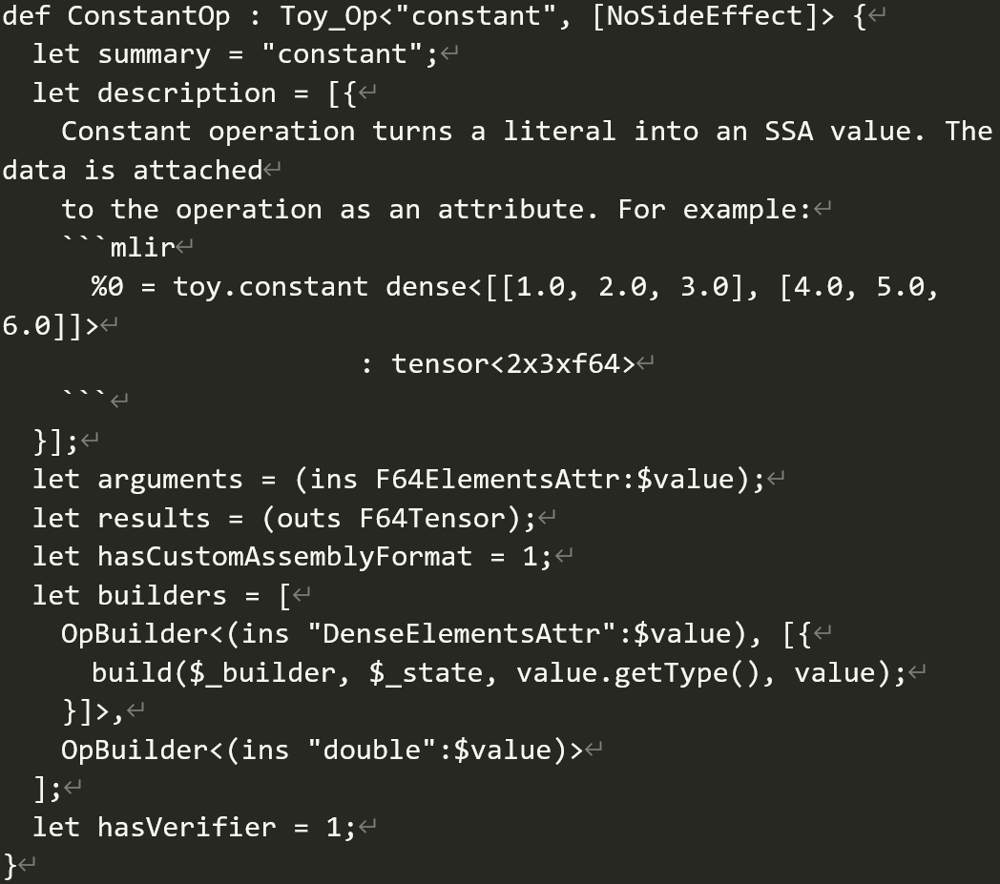 def ConstantOp : Toy_Op<"constant", [NoSideEffect]> {↵
  let summary = "constant";↵
  let description = [{↵
    Constant operation turns a literal into an SSA value. The
data is attached↵
    to the operation as an attribute. For example:↵
    ```mlir↵
      %0 = toy.constant dense<[[1.0, 2.0, 3.0], [4.0, 5.0,
6.0]]>↵
                        : tensor<2x3xf64>↵
    ```↵
  }];↵
  let arguments = (ins F64ElementsAttr:$value);↵
  let results = (outs F64Tensor);↵
  let hasCustomAssemblyFormat = 1;↵
  let builders = [↵
    OpBuilder<(ins "DenseElementsAttr":$value), [{↵
      build($_builder, $_state, value.getType(), value);↵
    }]>,↵
    OpBuilder<(ins "double":$value)>↵
  ];↵
  let hasVerifier = 1;↵
}↵